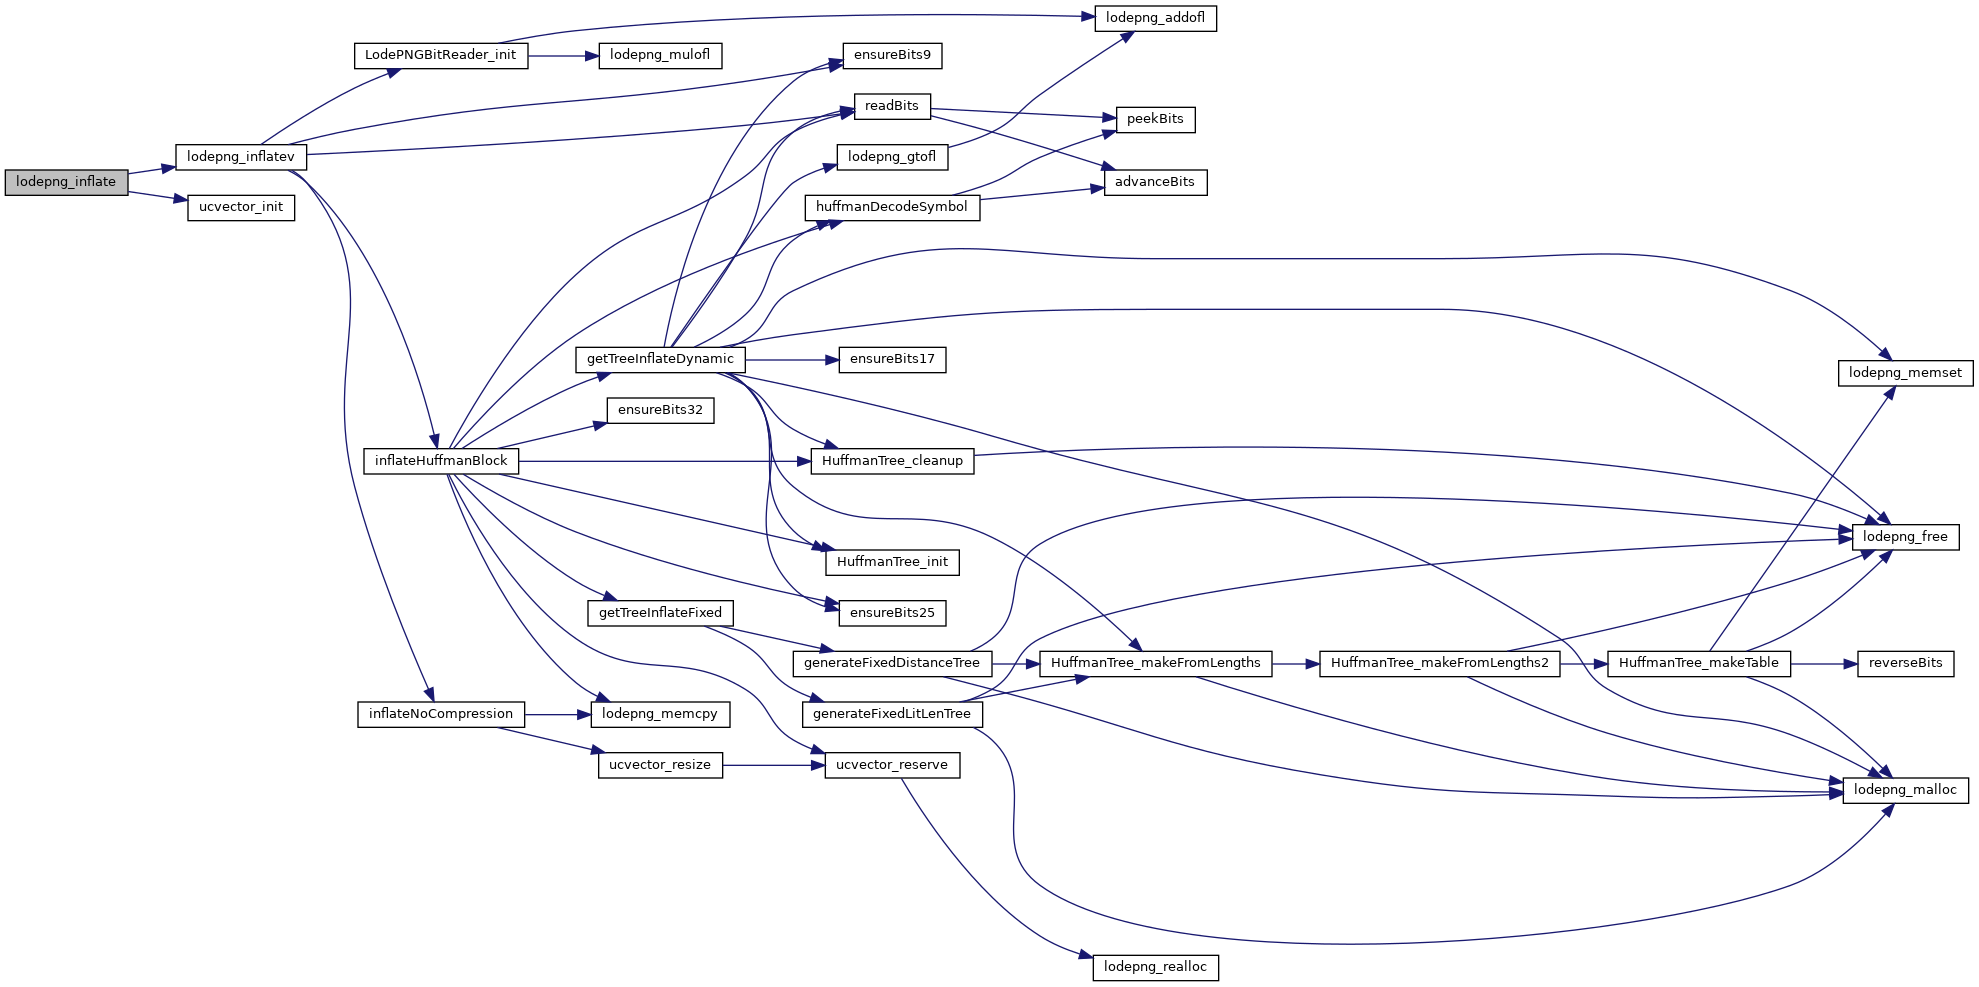 lodepng_addofl
LodePNGBitReader_init
lodepng_mulofl
ensureBits9
readBits
peekBits
lodepng_inflatev
lodepng_gtofl
lodepng_inflate
advanceBits
ucvector_init
huffmanDecodeSymbol
getTreeInflateDynamic
ensureBits17
lodepng_memset
ensureBits32
inflateHuffmanBlock
HuffmanTree_cleanup
lodepng_free
HuffmanTree_init
getTreeInflateFixed
ensureBits25
generateFixedDistanceTree
HuffmanTree_makeFromLengths
HuffmanTree_makeFromLengths2
HuffmanTree_makeTable
reverseBits
inflateNoCompression
lodepng_memcpy
generateFixedLitLenTree
ucvector_resize
ucvector_reserve
lodepng_malloc
lodepng_realloc